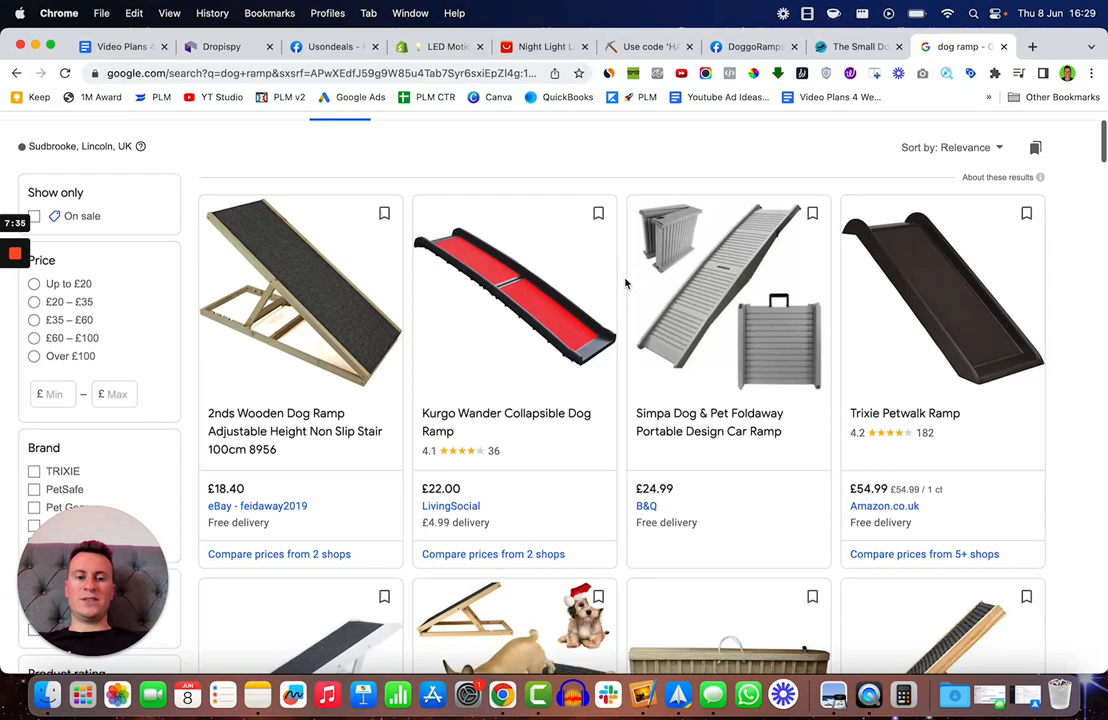 Chrome File Edit View History Bookmarks Profiles Tab Window Help Thu 8 Jun 16:29
Video Plans 4 Dropispy Usondeals - F LED Motic Night Light L Use code 'HA DoggoRamps The Small Do dog ramp - G
google.com/search?q=dog+ramp&sxsrf=APwXEdfJ59g9W85u4Tab7Syr6sxiEpZI4g:1...
Keep 1M Award PLM YT Studio PLM v2 Google Ads PLM CTR Canva QuickBooks PLM Youtube Ad Ideas... Video Plans 4 We... » Other Bookmarks
Sudbrooke, Lincoln, UK
Sort by: Relevance
About these results
Show only
On sale
7:35
Price
Up to £20
£20 – £35
£35 – £60
£60 – £100
Over £100
£ Min – £ Max
Brand
TRIXIE
PetSafe
Product rating
2nds Wooden Dog Ramp
Adjustable Height Non Slip Stair
100cm 8956
£18.40
eBay - feidaway2019
Free delivery
Compare prices from 2 shops
Kurgo Wander Collapsible Dog
Ramp
4.1 36
£22.00
LivingSocial
£4.99 delivery
Compare prices from 2 shops
Simpa Dog & Pet Foldaway
Portable Design Car Ramp
£24.99
B&Q
Free delivery
Trixie Petwalk Ramp
4.2 182
£54.99 £54.99 / 1 ct
Amazon.co.uk
Free delivery
Compare prices from 5+ shops